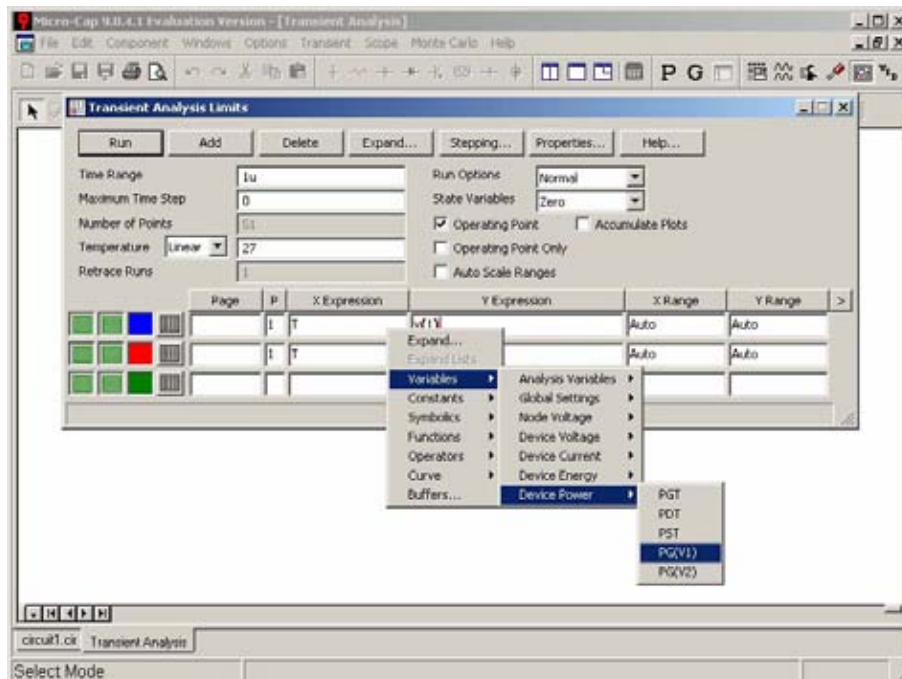 Micro-Cap 9.0.4.1 Evaluation Version - [Transient Analysis]
File Edit Component Windows Options Transient Scope Monte Carlo Help
P G
Transient Analysis Limits
Run Add Delete Expand... Stepping... Properties... Help...
Time Range 1u Run Options Normal
Maximum Time Step 0 State Variables Zero
Number of Points 51 Operating Point Accumulate Plots
Temperature Linear 27 Operating Point Only
Retrace Runs 1 Auto Scale Ranges
Page P X Expression Y Expression X Range Y Range >
1 T Auto Auto
1 T Auto Auto
Expand...
Expand Lists
Variables
Constants
Symbolics
Functions
Operators
Curve
Buffers...
Analysis Variables
Global Settings
Node Voltage
Device Voltage
Device Current
Device Energy
Device Power
PGT
PDT
PST
PG(V1)
PG(V2)
circuit1.cir Transient Analysis
Select Mode